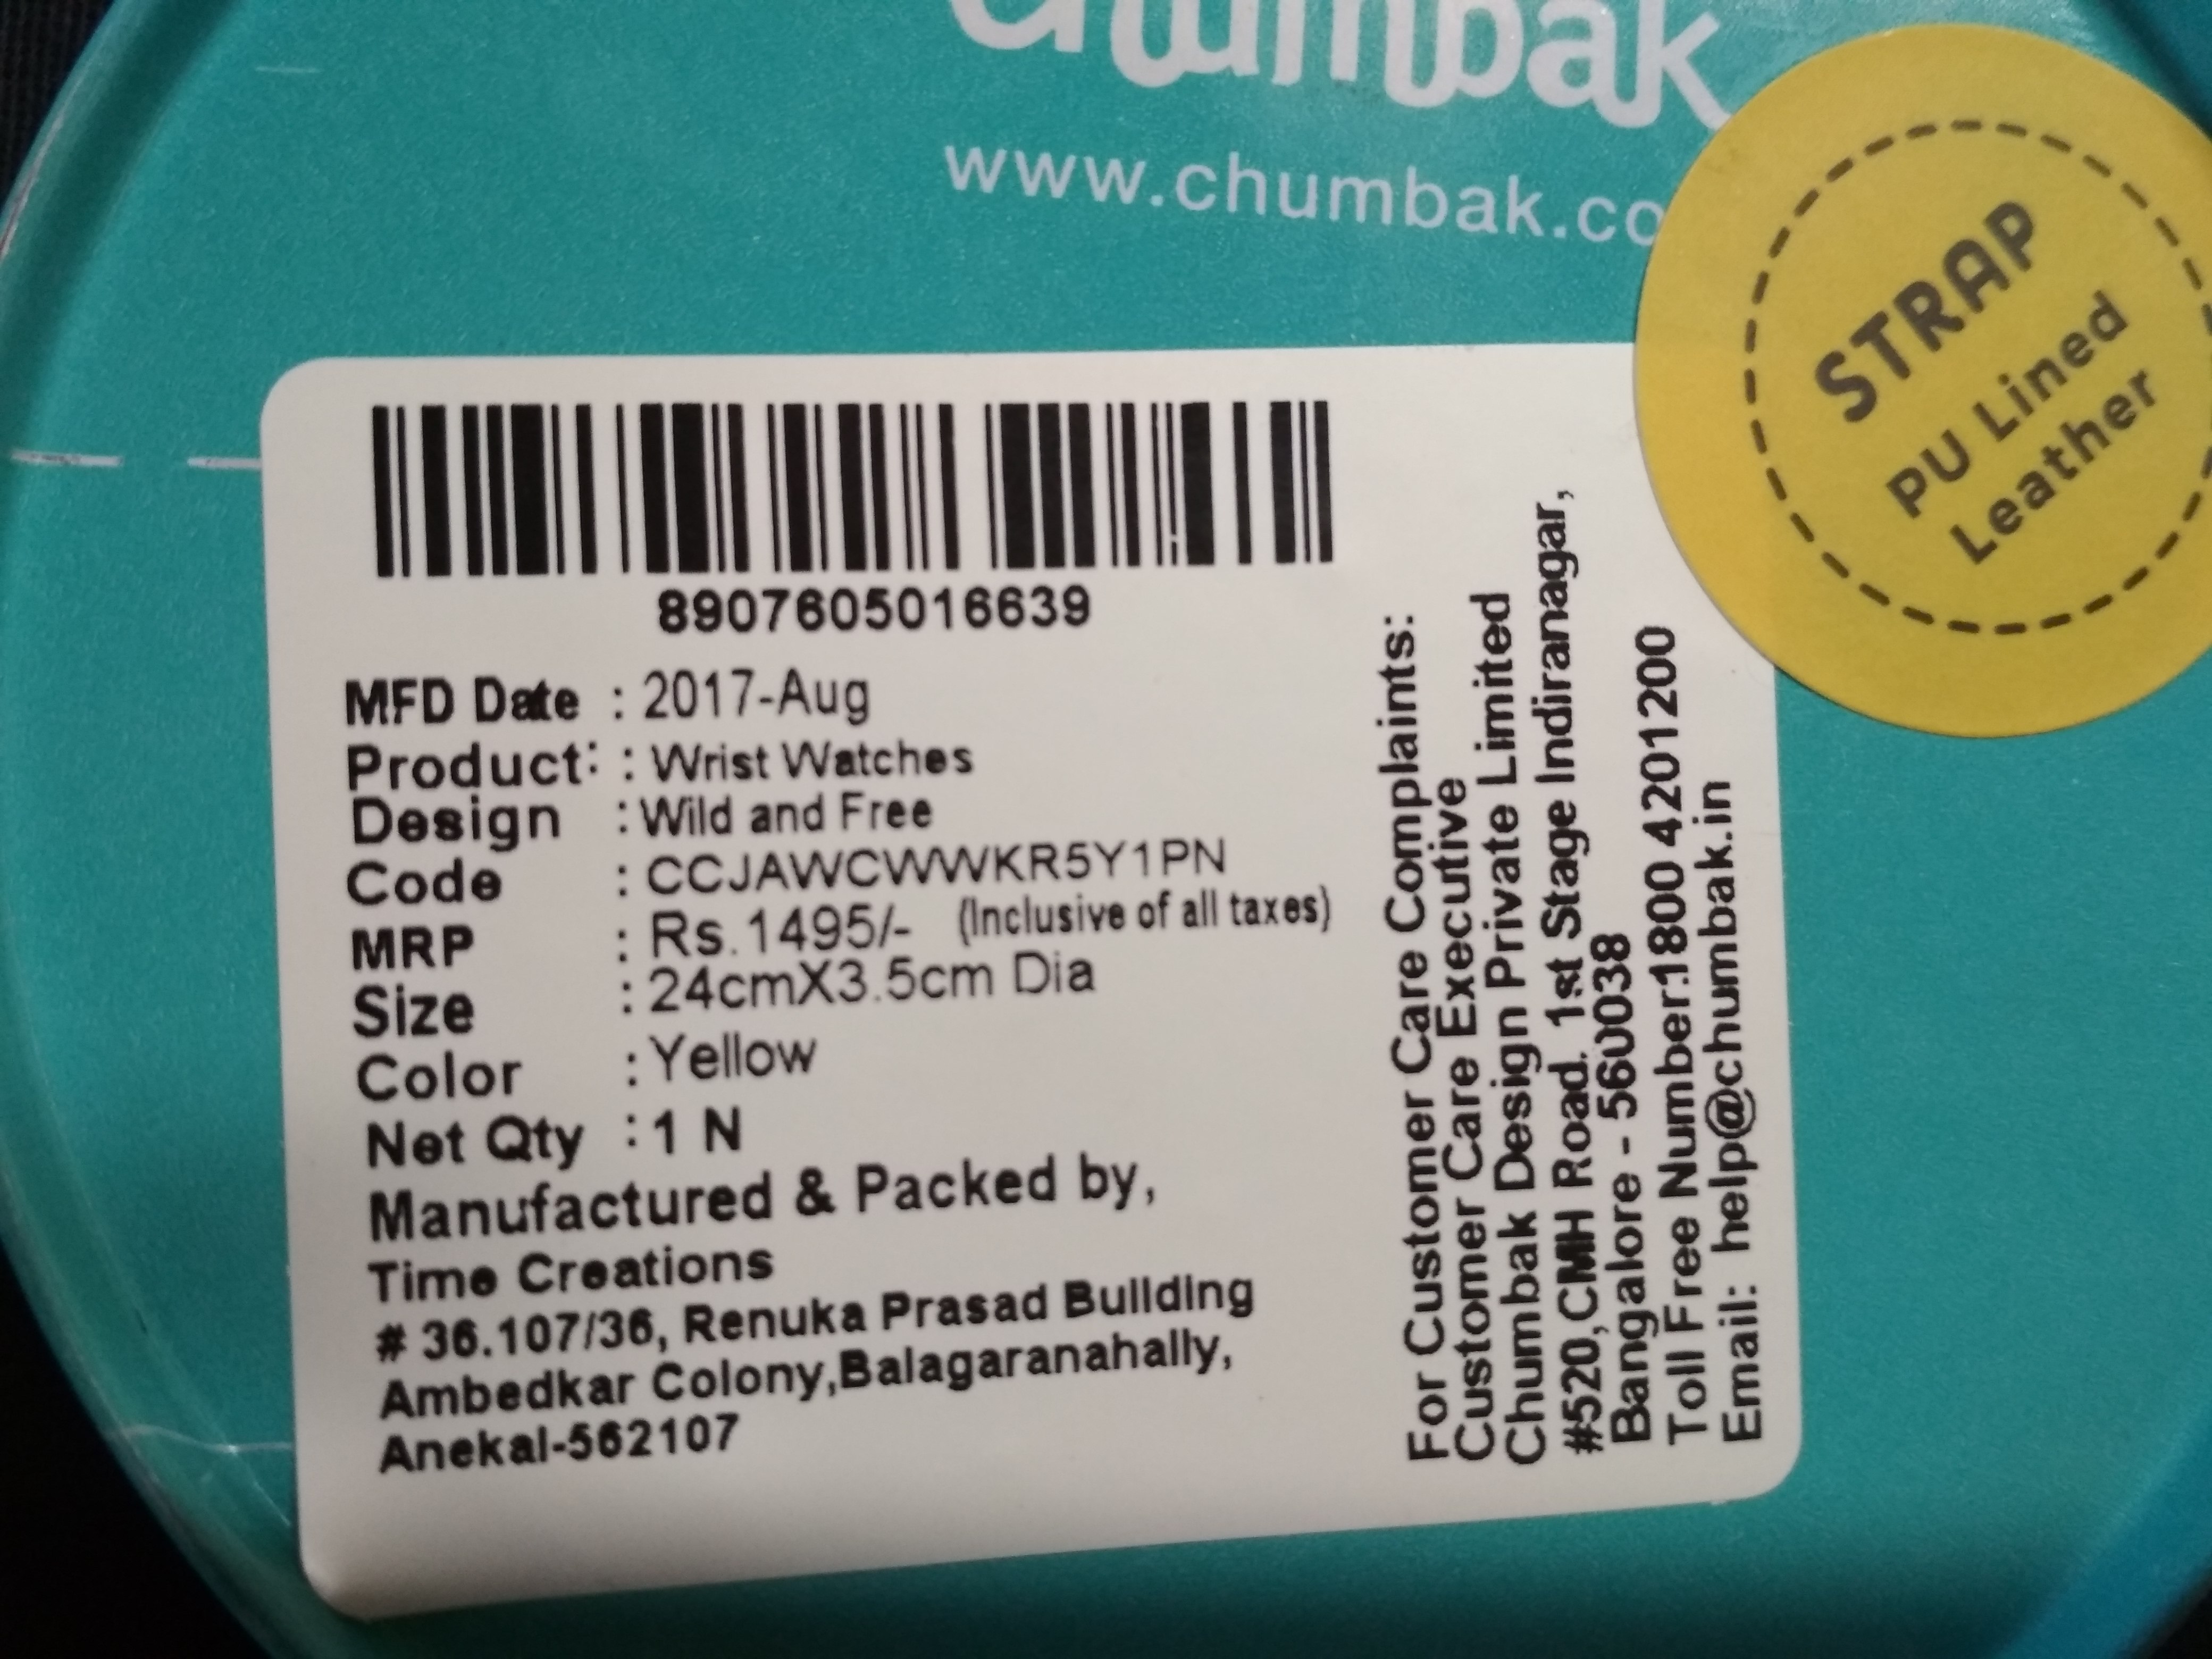 chumbak
www.chumbak.co
STRAP
PU Lined
Leather
8907605016639
MFD Date : 2017-Aug
Product: : Wrist Watches
Design : Wild and Free
Code : CCJAWCWWKR5Y1PN
MRP : Rs.1495/- (Inclusive of all taxes)
Size : 24cmX3.5cm Dia
Color : Yellow
Net Qty : 1 N
Manufactured & Packed by,
Time Creations
# 36.107/36, Renuka Prasad Building
Ambedkar Colony,Balagaranahally,
Anekal-562107
For Customer Care Complaints:
Customer Care Executive
Chumbak Design Private Limited
#520,CMH Road. 1st Stage Indiranagar,
Bangalore - 560038
Toll Free Number:1800 4201200
Email: help@chumbak.in